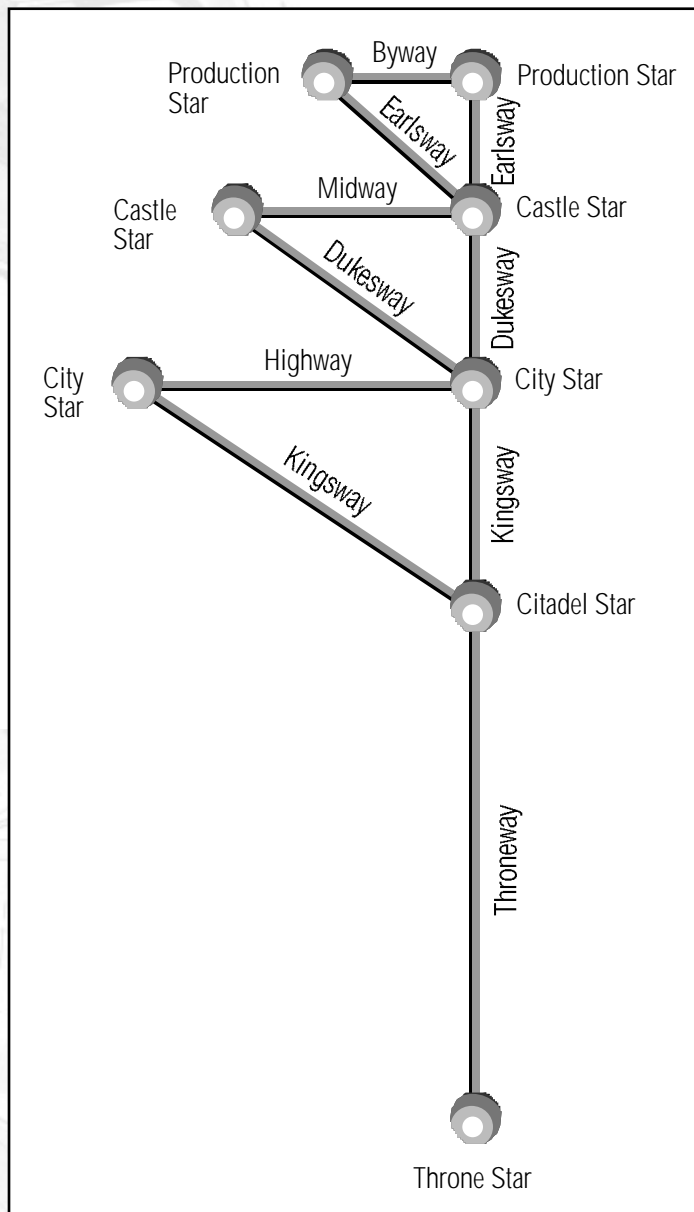 Byway
Production
Star
Production Star
Earlsway
Earlsway
Midway
Castle
Star
Castle Star
Dukesway
Dukesway
Highway
City
Star
City Star
Kingsway
Kingsway
Citadel Star
Throneway
Throne Star